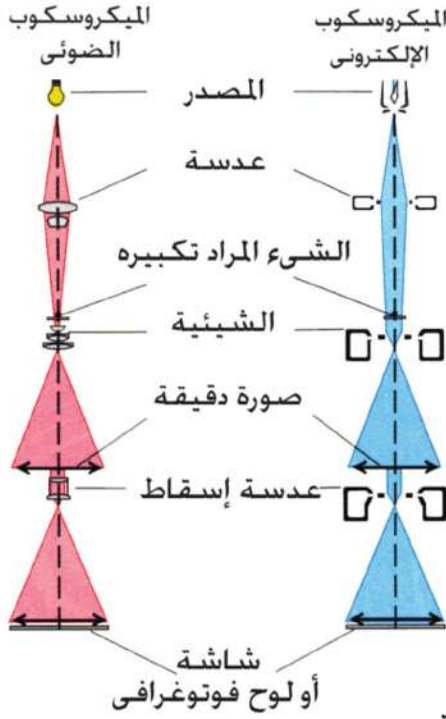 الميكروسكوب
الإلكترونى
الميكروسكوب
الضوئى
المصدر
عدسة
الشىء المراد تكبيره
الشيئية
صورة دقيقة
عدسة إسقاط
شاشة
أو لوح فوتوغرافى